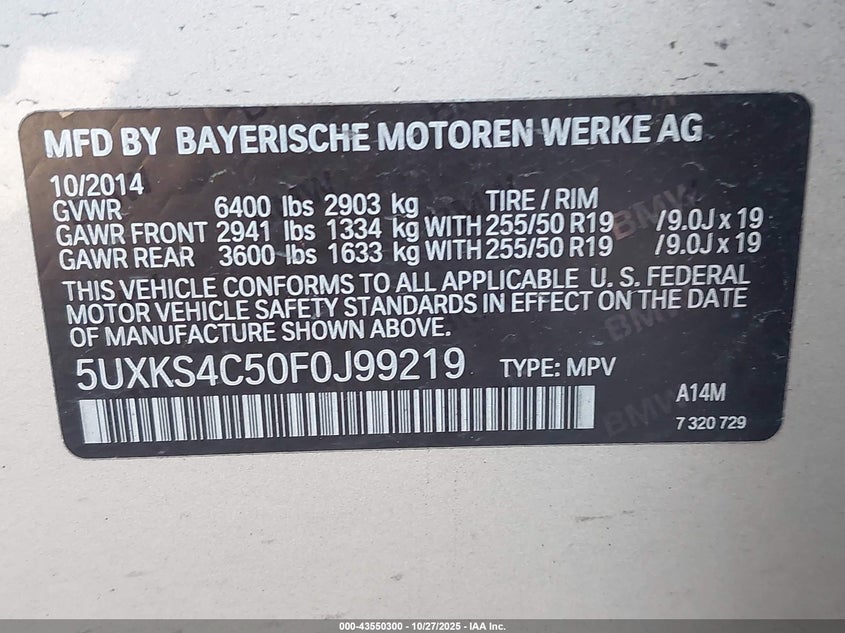 MFD BY BAYERISCHE MOTOREN WERKE AG
10/2014
GVWR 6400 lbs 2903 kg TIRE / RIM
GAWR FRONT 2941 lbs 1334 kg WITH 255/50 R19 /9.0J x 19
GAWR REAR 3600 lbs 1633 kg WITH 255/50 R19 /9.0J x 19
THIS VEHICLE CONFORMS TO ALL APPLICABLE U. S. FEDERAL
MOTOR VEHICLE SAFETY STANDARDS IN EFFECT ON THE DATE
OF MANUFACTURE SHOWN ABOVE.
5UXKS4C50F0J99219 TYPE: MPV
A14M
7 320 729
000-43550300 - 10/27/2025 - IAA Inc.